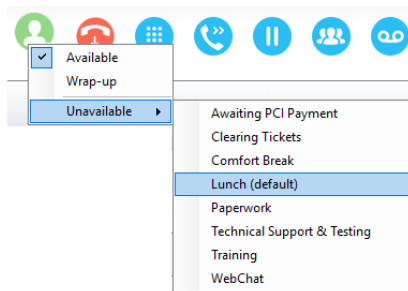 Available
Wrap-up
Unavailable
Awaiting PCI Payment
Clearing Tickets
Comfort Break
Lunch (default)
Paperwork
Technical Support & Testing
Training
WebChat